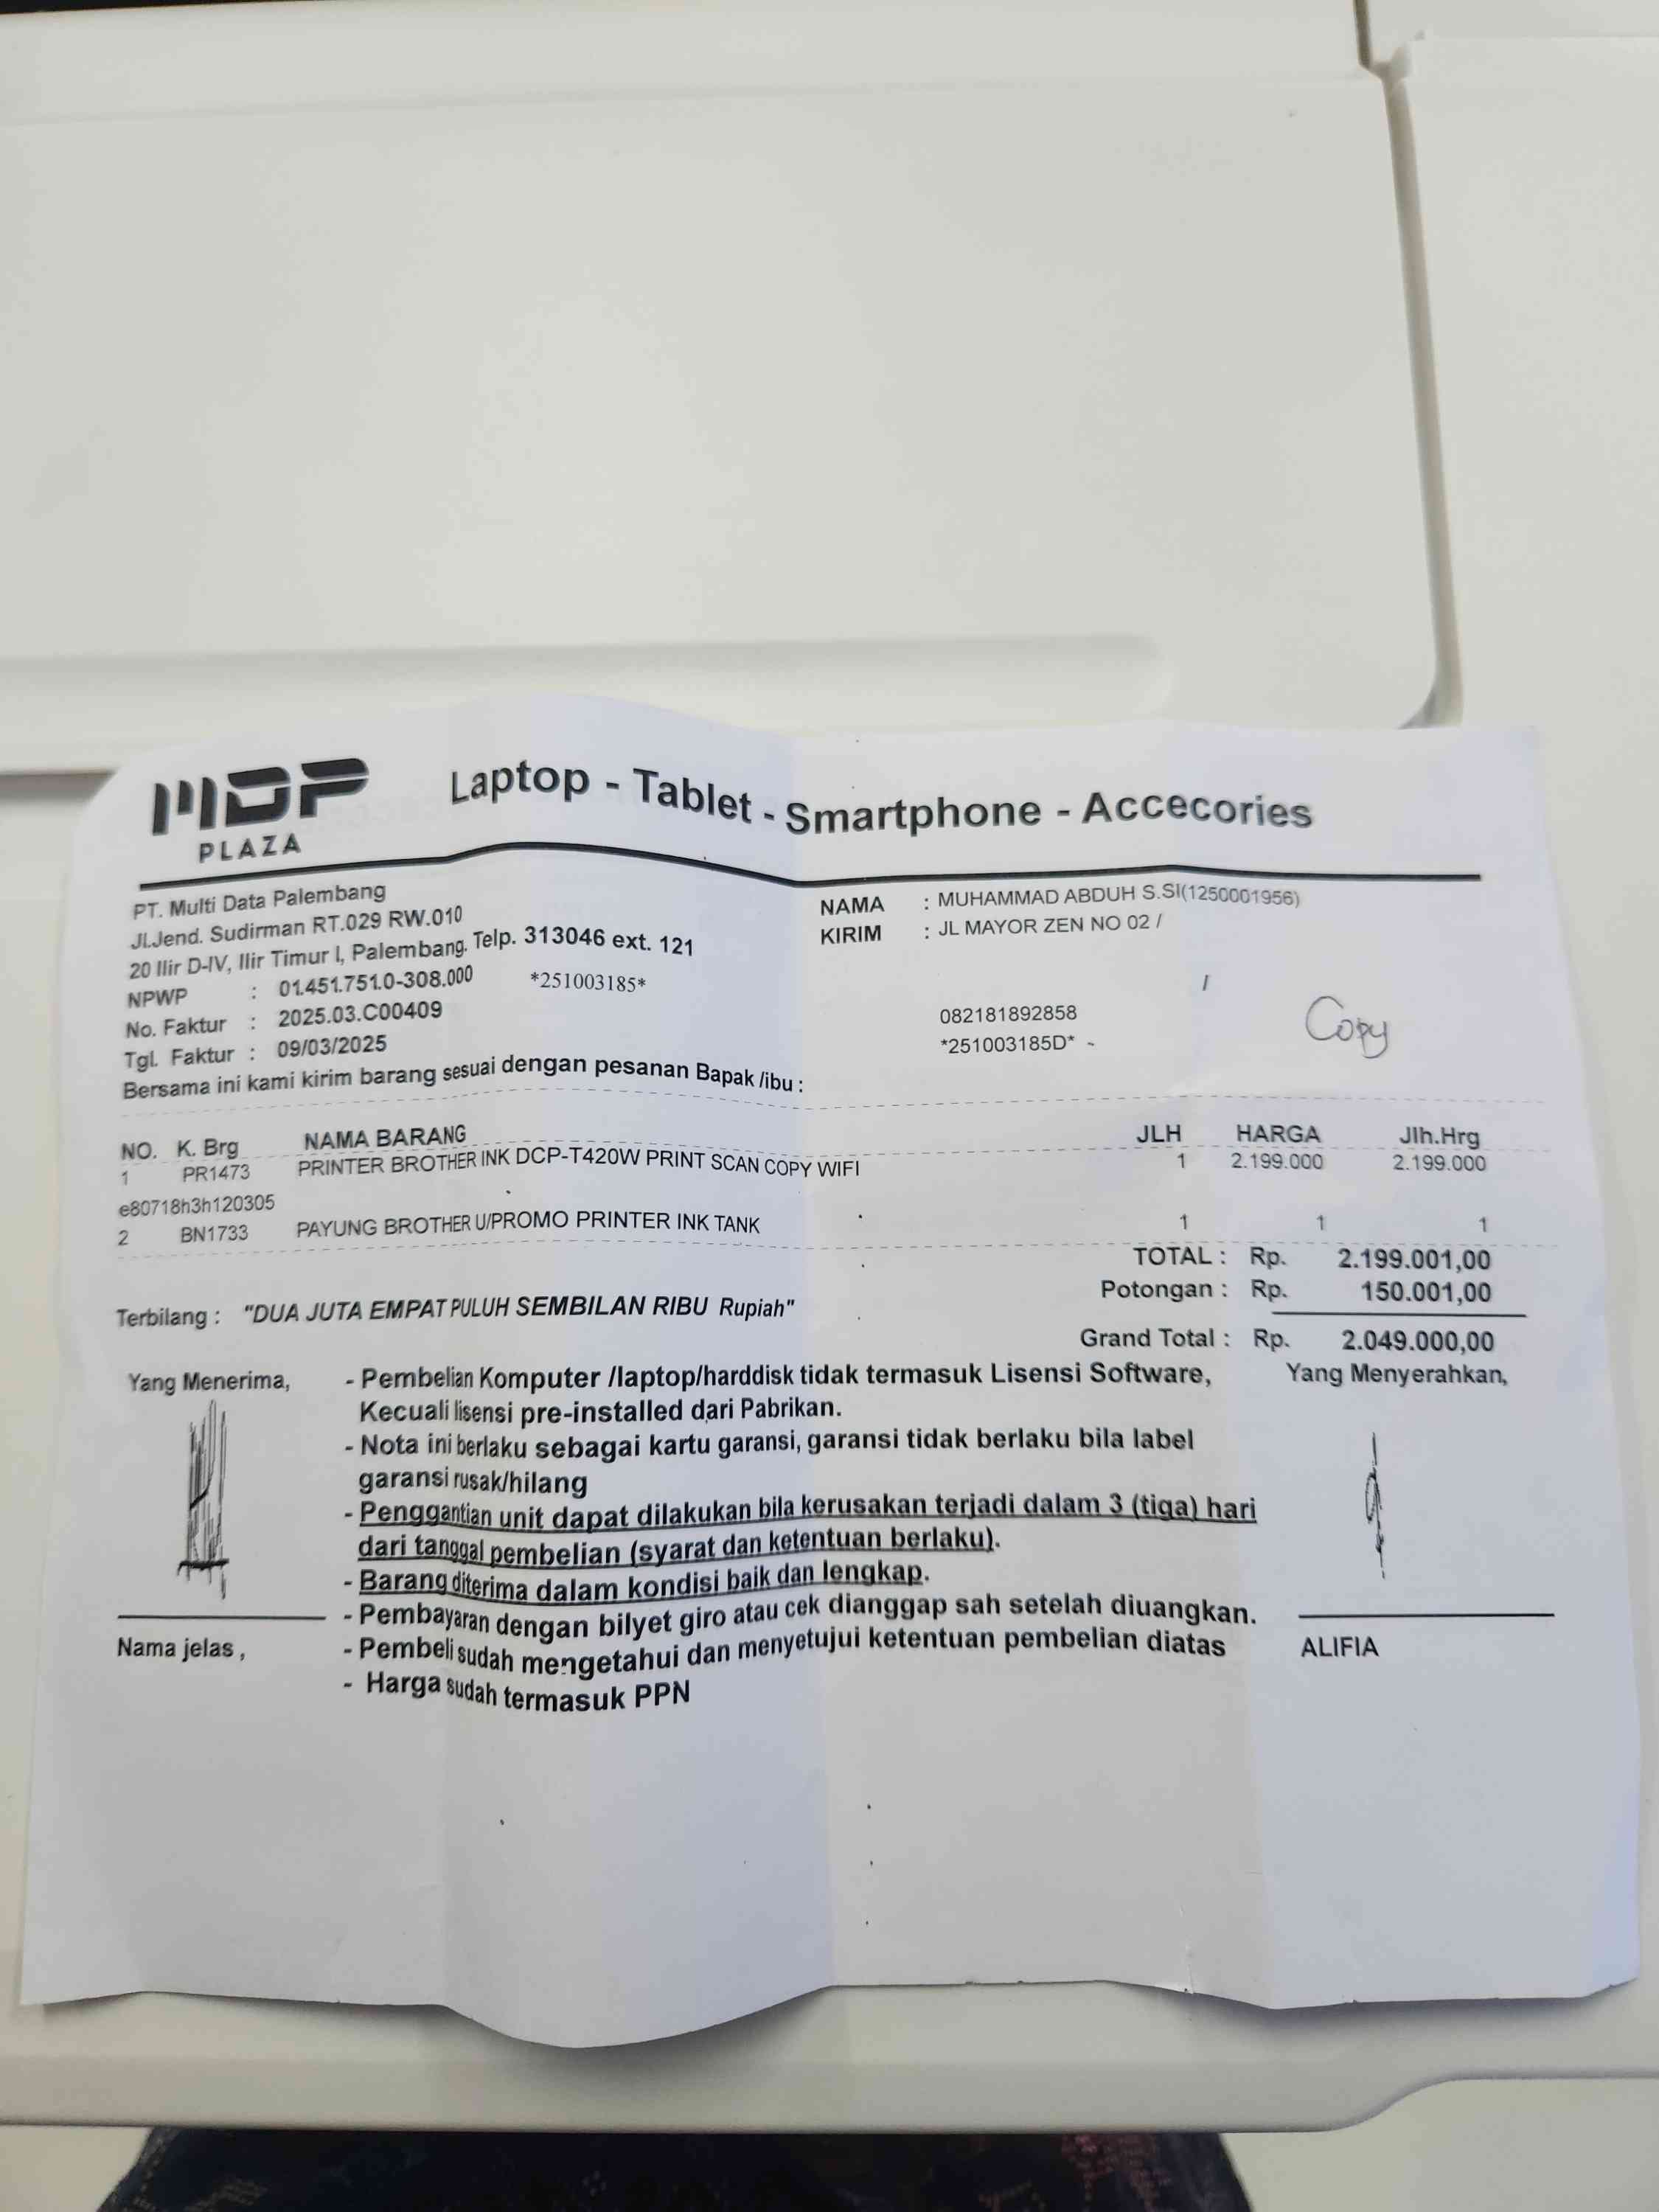 MDP
PLAZA
Laptop - Tablet - Smartphone - Accecories
PT. Multi Data Palembang
Jl.Jend. Sudirman RT.029 RW.010
20 Ilir D-IV, Ilir Timur I, Palembang. Telp. 313046 ext. 121
NPWP : 01.451.751.0-308.000 *251003185*
No. Faktur : 2025.03.C00409
Tgl. Faktur : 09/03/2025
Bersama ini kami kirim barang sesuai dengan pesanan Bapak /ibu :
NAMA : MUHAMMAD ABDUH S.SI(1250001956)
KIRIM : JL MAYOR ZEN NO 02 /
/
082181892858
*251003185D* -
Copy
NO. K. Brg NAMA BARANG JLH HARGA Jlh.Hrg
1 PR1473 PRINTER BROTHER INK DCP-T420W PRINT SCAN COPY WIFI 1 2.199.000 2.199.000
e80718h3h120305
2 BN1733 PAYUNG BROTHER U/PROMO PRINTER INK TANK 1 1 1
TOTAL : Rp. 2.199.001,00
Potongan : Rp. 150.001,00
Terbilang : "DUA JUTA EMPAT PULUH SEMBILAN RIBU Rupiah"
Grand Total : Rp. 2.049.000,00
Yang Menerima,
- Pembelian Komputer /laptop/harddisk tidak termasuk Lisensi Software,
Kecuali lisensi pre-installed dari Pabrikan.
- Nota ini berlaku sebagai kartu garansi, garansi tidak berlaku bila label
garansi rusak/hilang
- Penggantian unit dapat dilakukan bila kerusakan terjadi dalam 3 (tiga) hari
dari tanggal pembelian (syarat dan ketentuan berlaku).
- Barang diterima dalam kondisi baik dan lengkap.
- Pembayaran dengan bilyet giro atau cek dianggap sah setelah diuangkan.
- Pembeli sudah mengetahui dan menyetujui ketentuan pembelian diatas
- Harga sudah termasuk PPN
Yang Menyerahkan,
Nama jelas ,
ALIFIA